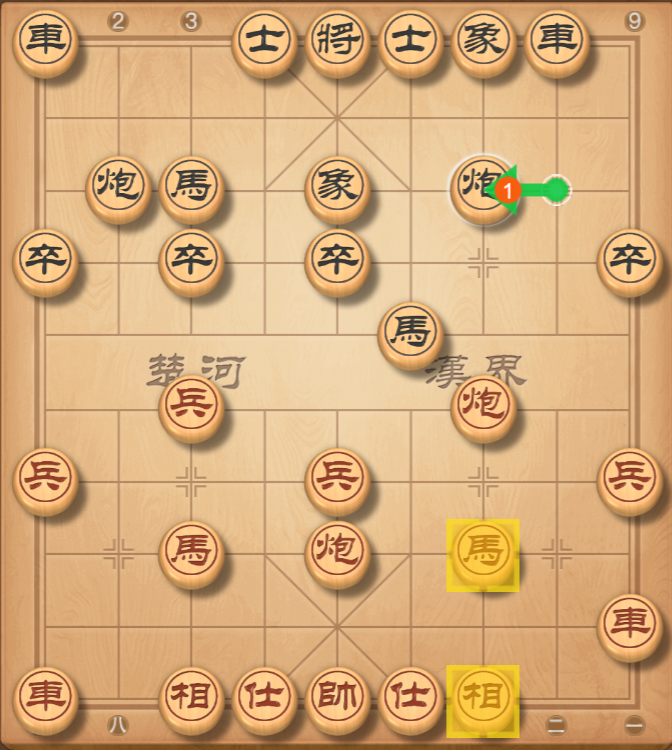 2 3 9
車 士 將 士 象 車
炮 馬 象 炮 1
卒 卒 卒 卒
馬
楚河 漢界
兵 炮
兵 兵 兵
馬 炮 馬
車
車 相 仕 帥 仕 相
八 二 一